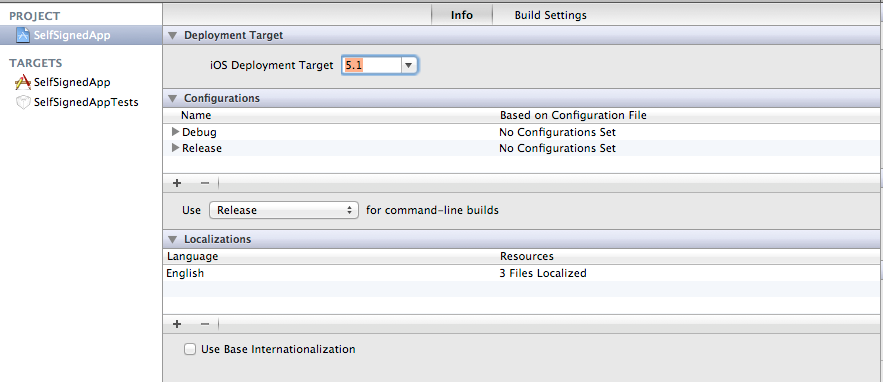 PROJECT
SelfSignedApp
TARGETS
SelfSignedApp
SelfSignedAppTests
Info Build Settings
Deployment Target
iOS Deployment Target 5.1
Configurations
Name Based on Configuration File
Debug No Configurations Set
Release No Configurations Set
Use Release for command-line builds
Localizations
Language Resources
English 3 Files Localized
Use Base Internationalization